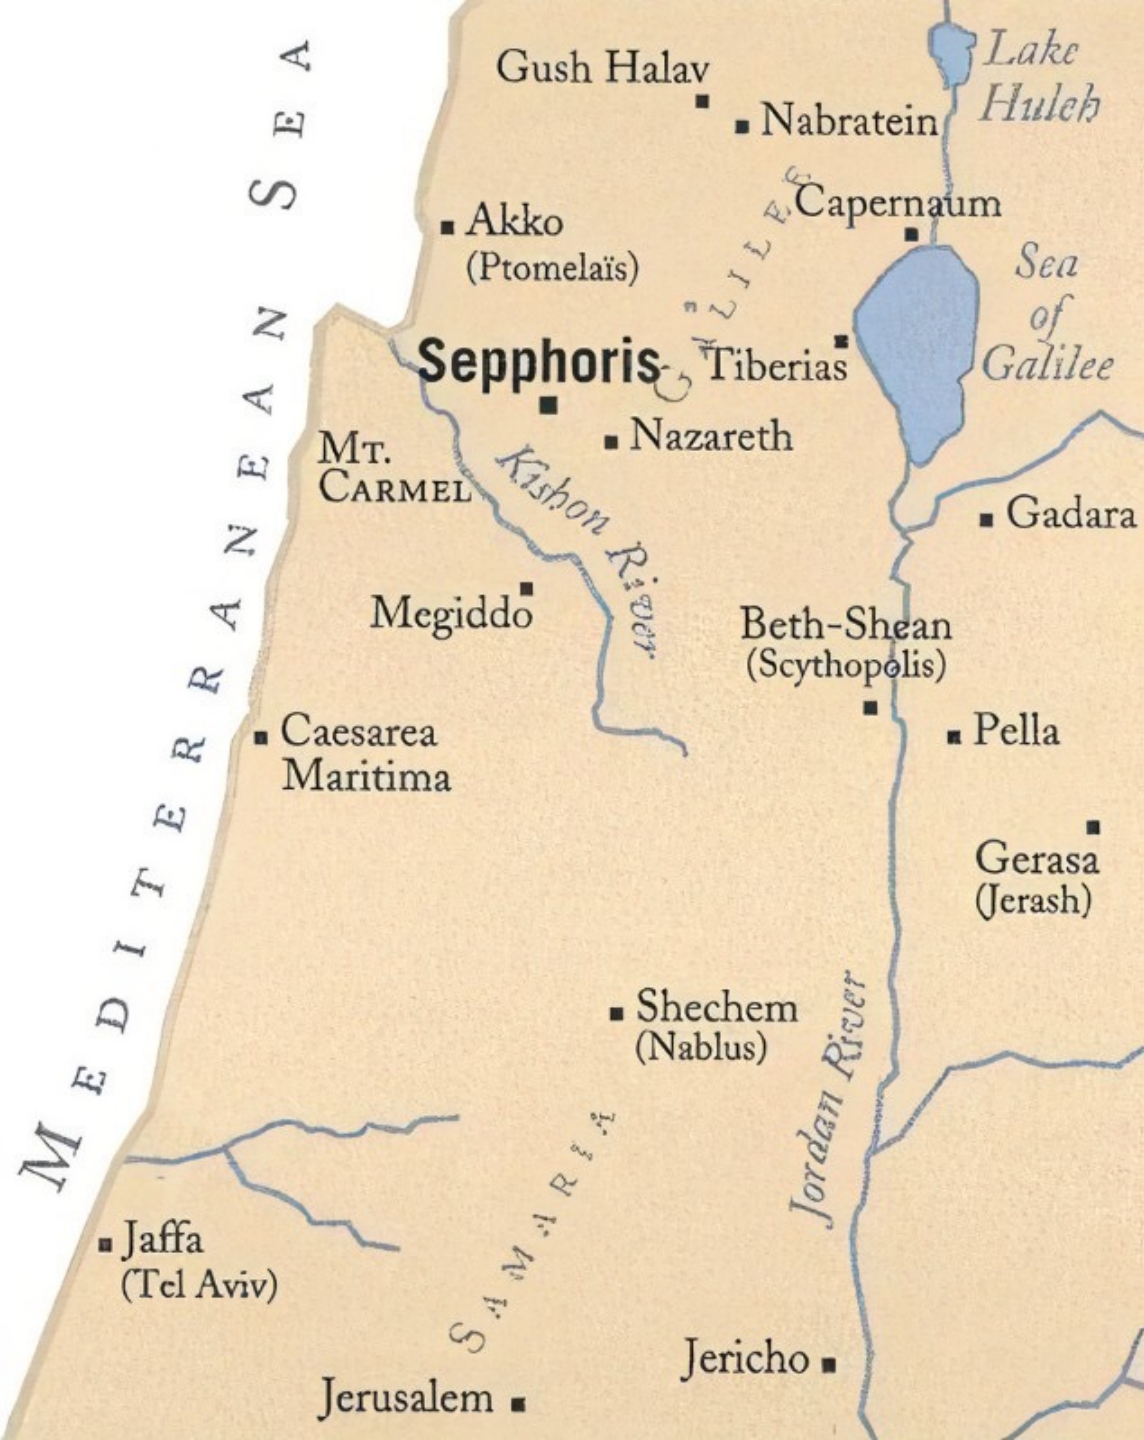 MEDITERRANEAN SEA
Lake
Huleh
Gush Halav
Nabratein
Capernaum
Akko
(Ptomelaïs)
GALILEE
Sea
of
Galilee
Sepphoris
Tiberias
Nazareth
MT.
CARMEL
Kishon River
Gadara
Megiddo
Beth-Shean
(Scythopolis)
Caesarea
Maritima
Pella
Gerasa
(Jerash)
Shechem
(Nablus)
Jordan River
SAMARIA
Jaffa
(Tel Aviv)
Jericho
Jerusalem